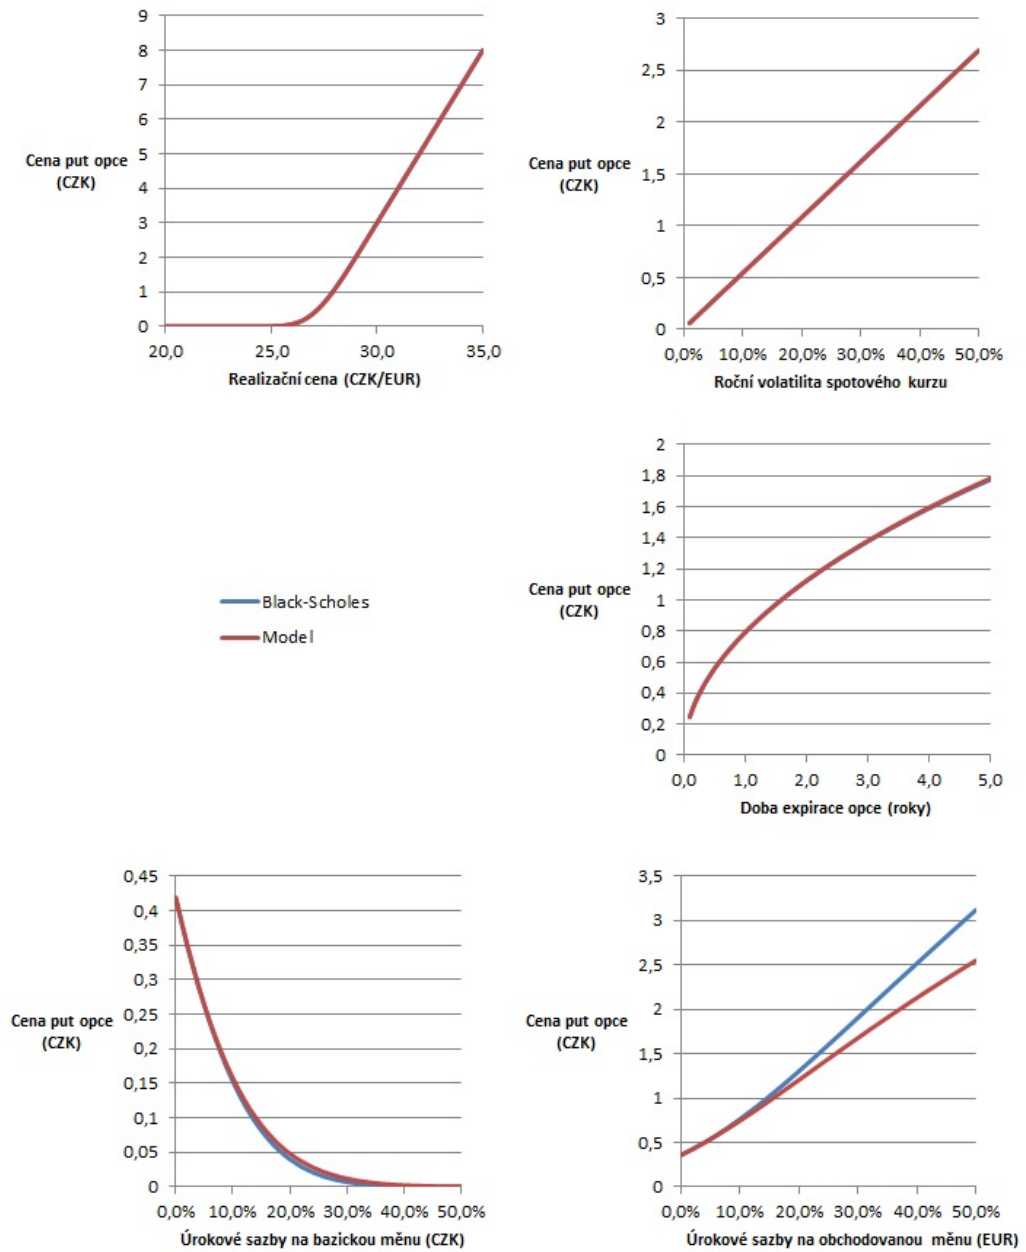 9
8
7
6
5
4
3
2
1
0
Cena put opce
(CZK)
20,0 25,0 30,0 35,0
Realizační cena (CZK/EUR)
3
2,5
2
1,5
1
0,5
0
Cena put opce
(CZK)
0,0% 10,0% 20,0% 30,0% 40,0% 50,0%
Roční volatilita spotového kurzu
Black-Scholes
Model
2
1,8
1,6
1,4
1,2
1
0,8
0,6
0,4
0,2
0
Cena put opce
(CZK)
0,0 1,0 2,0 3,0 4,0 5,0
Doba expirace opce (roky)
0,45
0,4
0,35
0,3
0,25
0,2
0,15
0,1
0,05
0
Cena put opce
(CZK)
0,0% 10,0% 20,0% 30,0% 40,0% 50,0%
Úrokové sazby na bazickou měnu (CZK)
3,5
3
2,5
2
1,5
1
0,5
0
Cena put opce
(CZK)
0,0% 10,0% 20,0% 30,0% 40,0% 50,0%
Úrokové sazby na obchodovanou měnu (EUR)